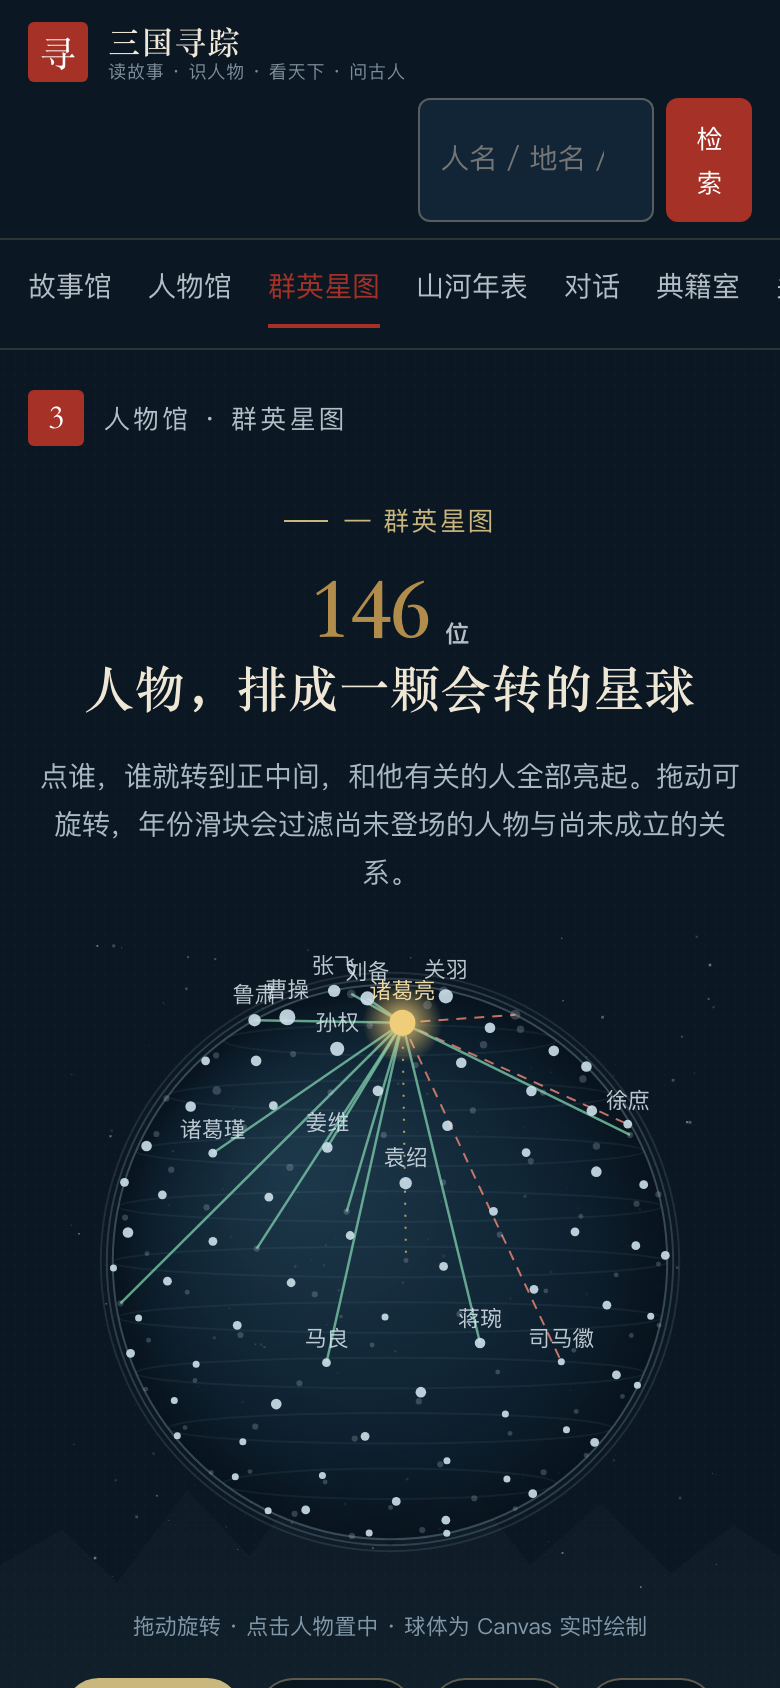 寻
三国寻踪
读故事 · 识人物 · 看天下 · 问古人
人名 / 地名 /
检
索
故事馆 人物馆 群英星图 山河年表 对话 典籍室
3 人物馆 · 群英星图
— 群英星图
146 位
人物，排成一颗会转的星球
点谁，谁就转到正中间，和他有关的人全部亮起。拖动可
旋转，年份滑块会过滤尚未登场的人物与尚未成立的关
系。
张飞 刘备 关羽
鲁肃 曹操 诸葛亮
孙权
徐庶
诸葛瑾 姜维
袁绍
蒋琬
马良 司马徽
拖动旋转 · 点击人物置中 · 球体为 Canvas 实时绘制